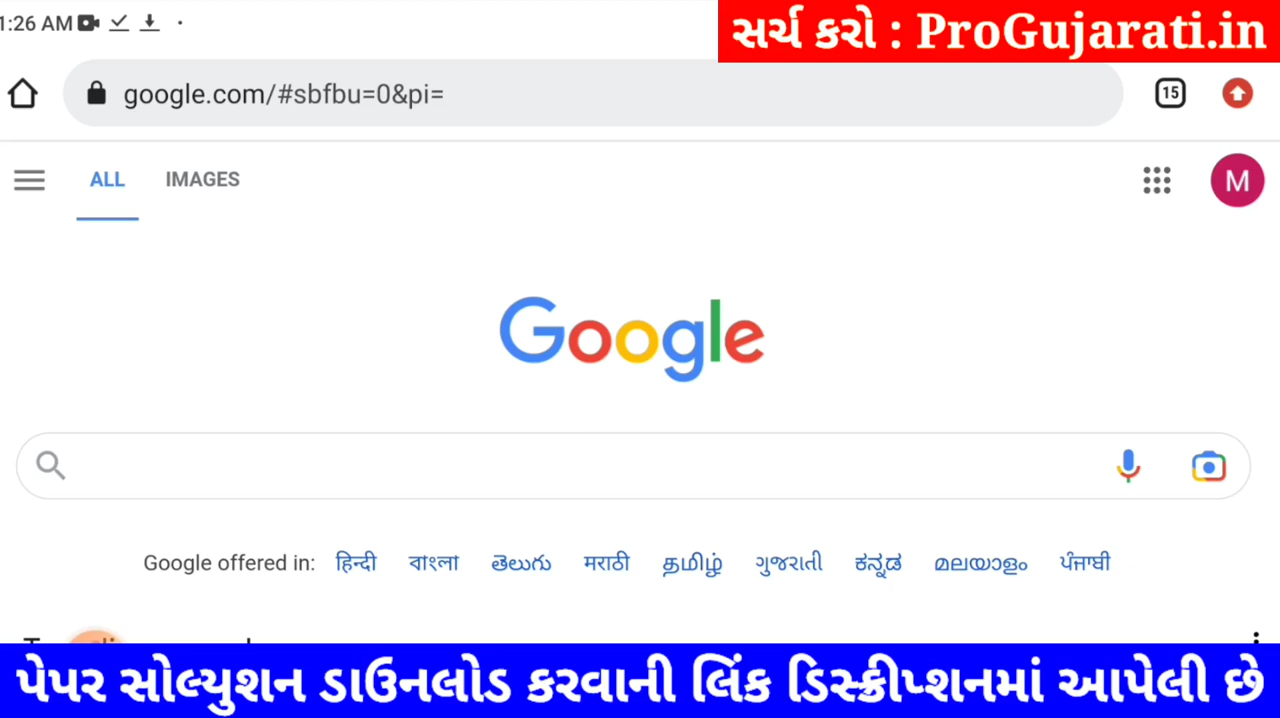 1:26 AM
સર્ચ કરો : ProGujarati.in
google.com/#sbfbu=0&pi=
15
ALL IMAGES
M
Google
Google offered in: हिन्दी বাংলা తెలుగు मराठी தமிழ் ગુજરાતી ಕನ್ನಡ മലയാളം ਪੰਜਾਬੀ
પેપર સોલ્યુશન ડાઉનલોડ કરવાની લિંક ડિસ્ક્રીપ્શનમાં આપેલી છે